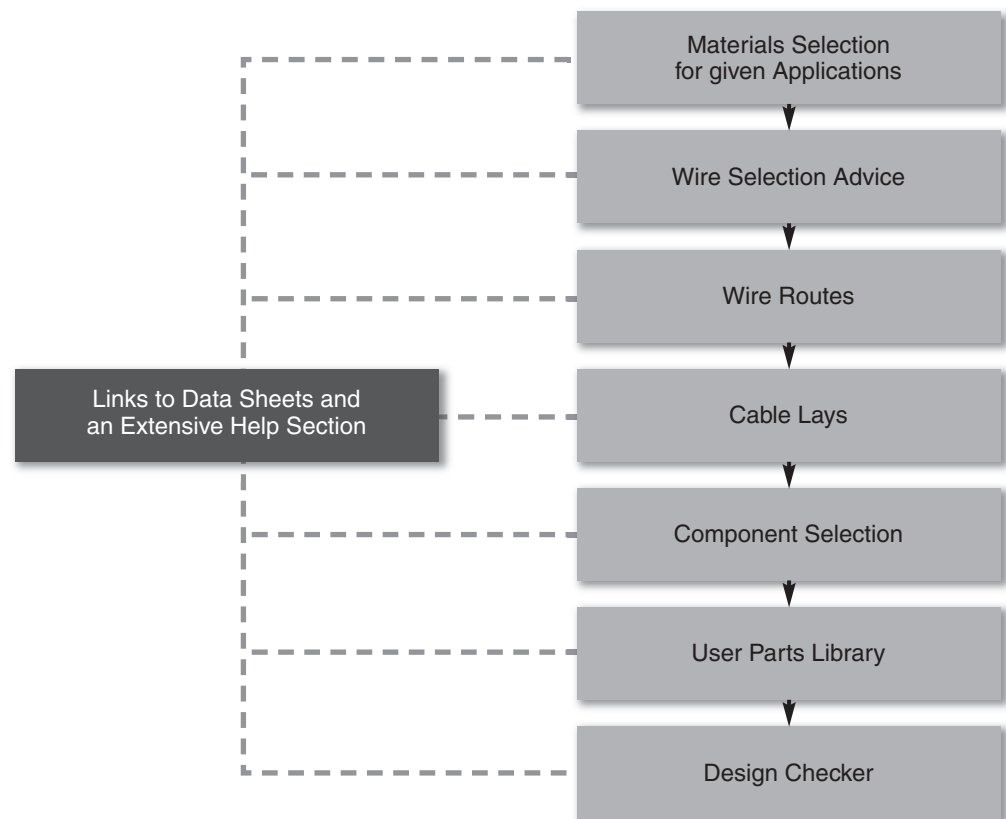 Materials Selection
for given Applications
Wire Selection Advice
Wire Routes
Links to Data Sheets and
an Extensive Help Section
Cable Lays
Component Selection
User Parts Library
Design Checker